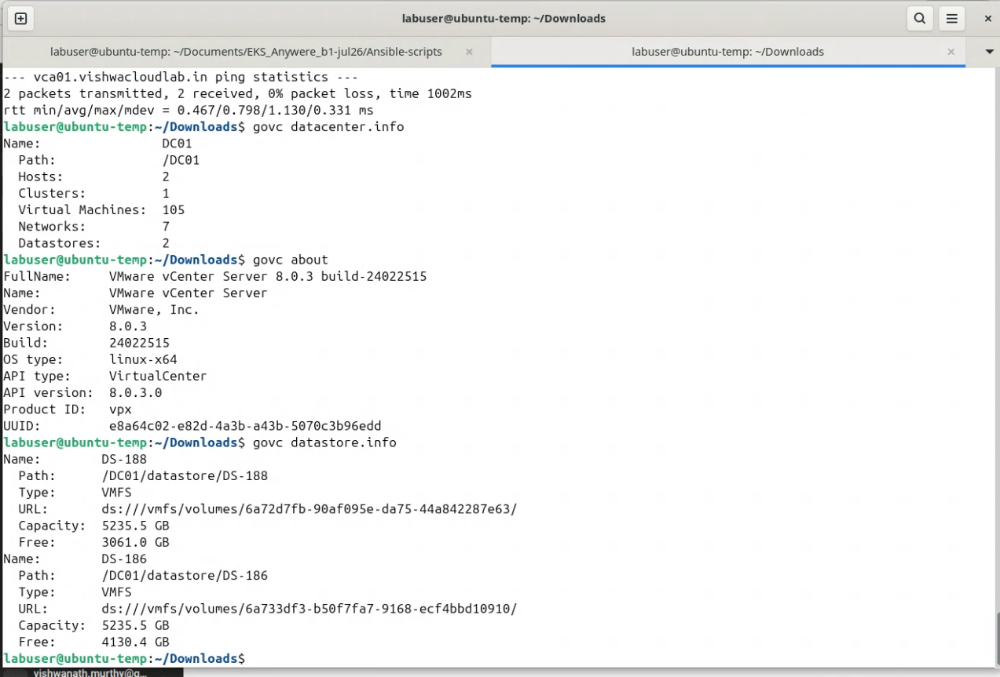 labuser@ubuntu-temp: ~/Downloads
labuser@ubuntu-temp: ~/Documents/EKS_Anywere_b1-jul26/Ansible-scripts
labuser@ubuntu-temp: ~/Downloads
--- vca01.vishwacloudlab.in ping statistics ---
2 packets transmitted, 2 received, 0% packet loss, time 1002ms
rtt min/avg/max/mdev = 0.467/0.798/1.130/0.331 ms
labuser@ubuntu-temp:~/Downloads$ govc datacenter.info
Name:                DC01
  Path:              /DC01
  Hosts:             2
  Clusters:          1
  Virtual Machines:  105
  Networks:          7
  Datastores:        2
labuser@ubuntu-temp:~/Downloads$ govc about
FullName:     VMware vCenter Server 8.0.3 build-24022515
Name:         VMware vCenter Server
Vendor:       VMware, Inc.
Version:      8.0.3
Build:        24022515
OS type:      linux-x64
API type:     VirtualCenter
API version:  8.0.3.0
Product ID:   vpx
UUID:         e8a64c02-e82d-4a3b-a43b-5070c3b96edd
labuser@ubuntu-temp:~/Downloads$ govc datastore.info
Name:        DS-188
  Path:      /DC01/datastore/DS-188
  Type:      VMFS
  URL:       ds:///vmfs/volumes/6a72d7fb-90af095e-da75-44a842287e63/
  Capacity:  5235.5 GB
  Free:      3061.0 GB
Name:        DS-186
  Path:      /DC01/datastore/DS-186
  Type:      VMFS
  URL:       ds:///vmfs/volumes/6a733df3-b50f7fa7-9168-ecf4bbd10910/
  Capacity:  5235.5 GB
  Free:      4130.4 GB
labuser@ubuntu-temp:~/Downloads$
vishwanath.murthy@g...